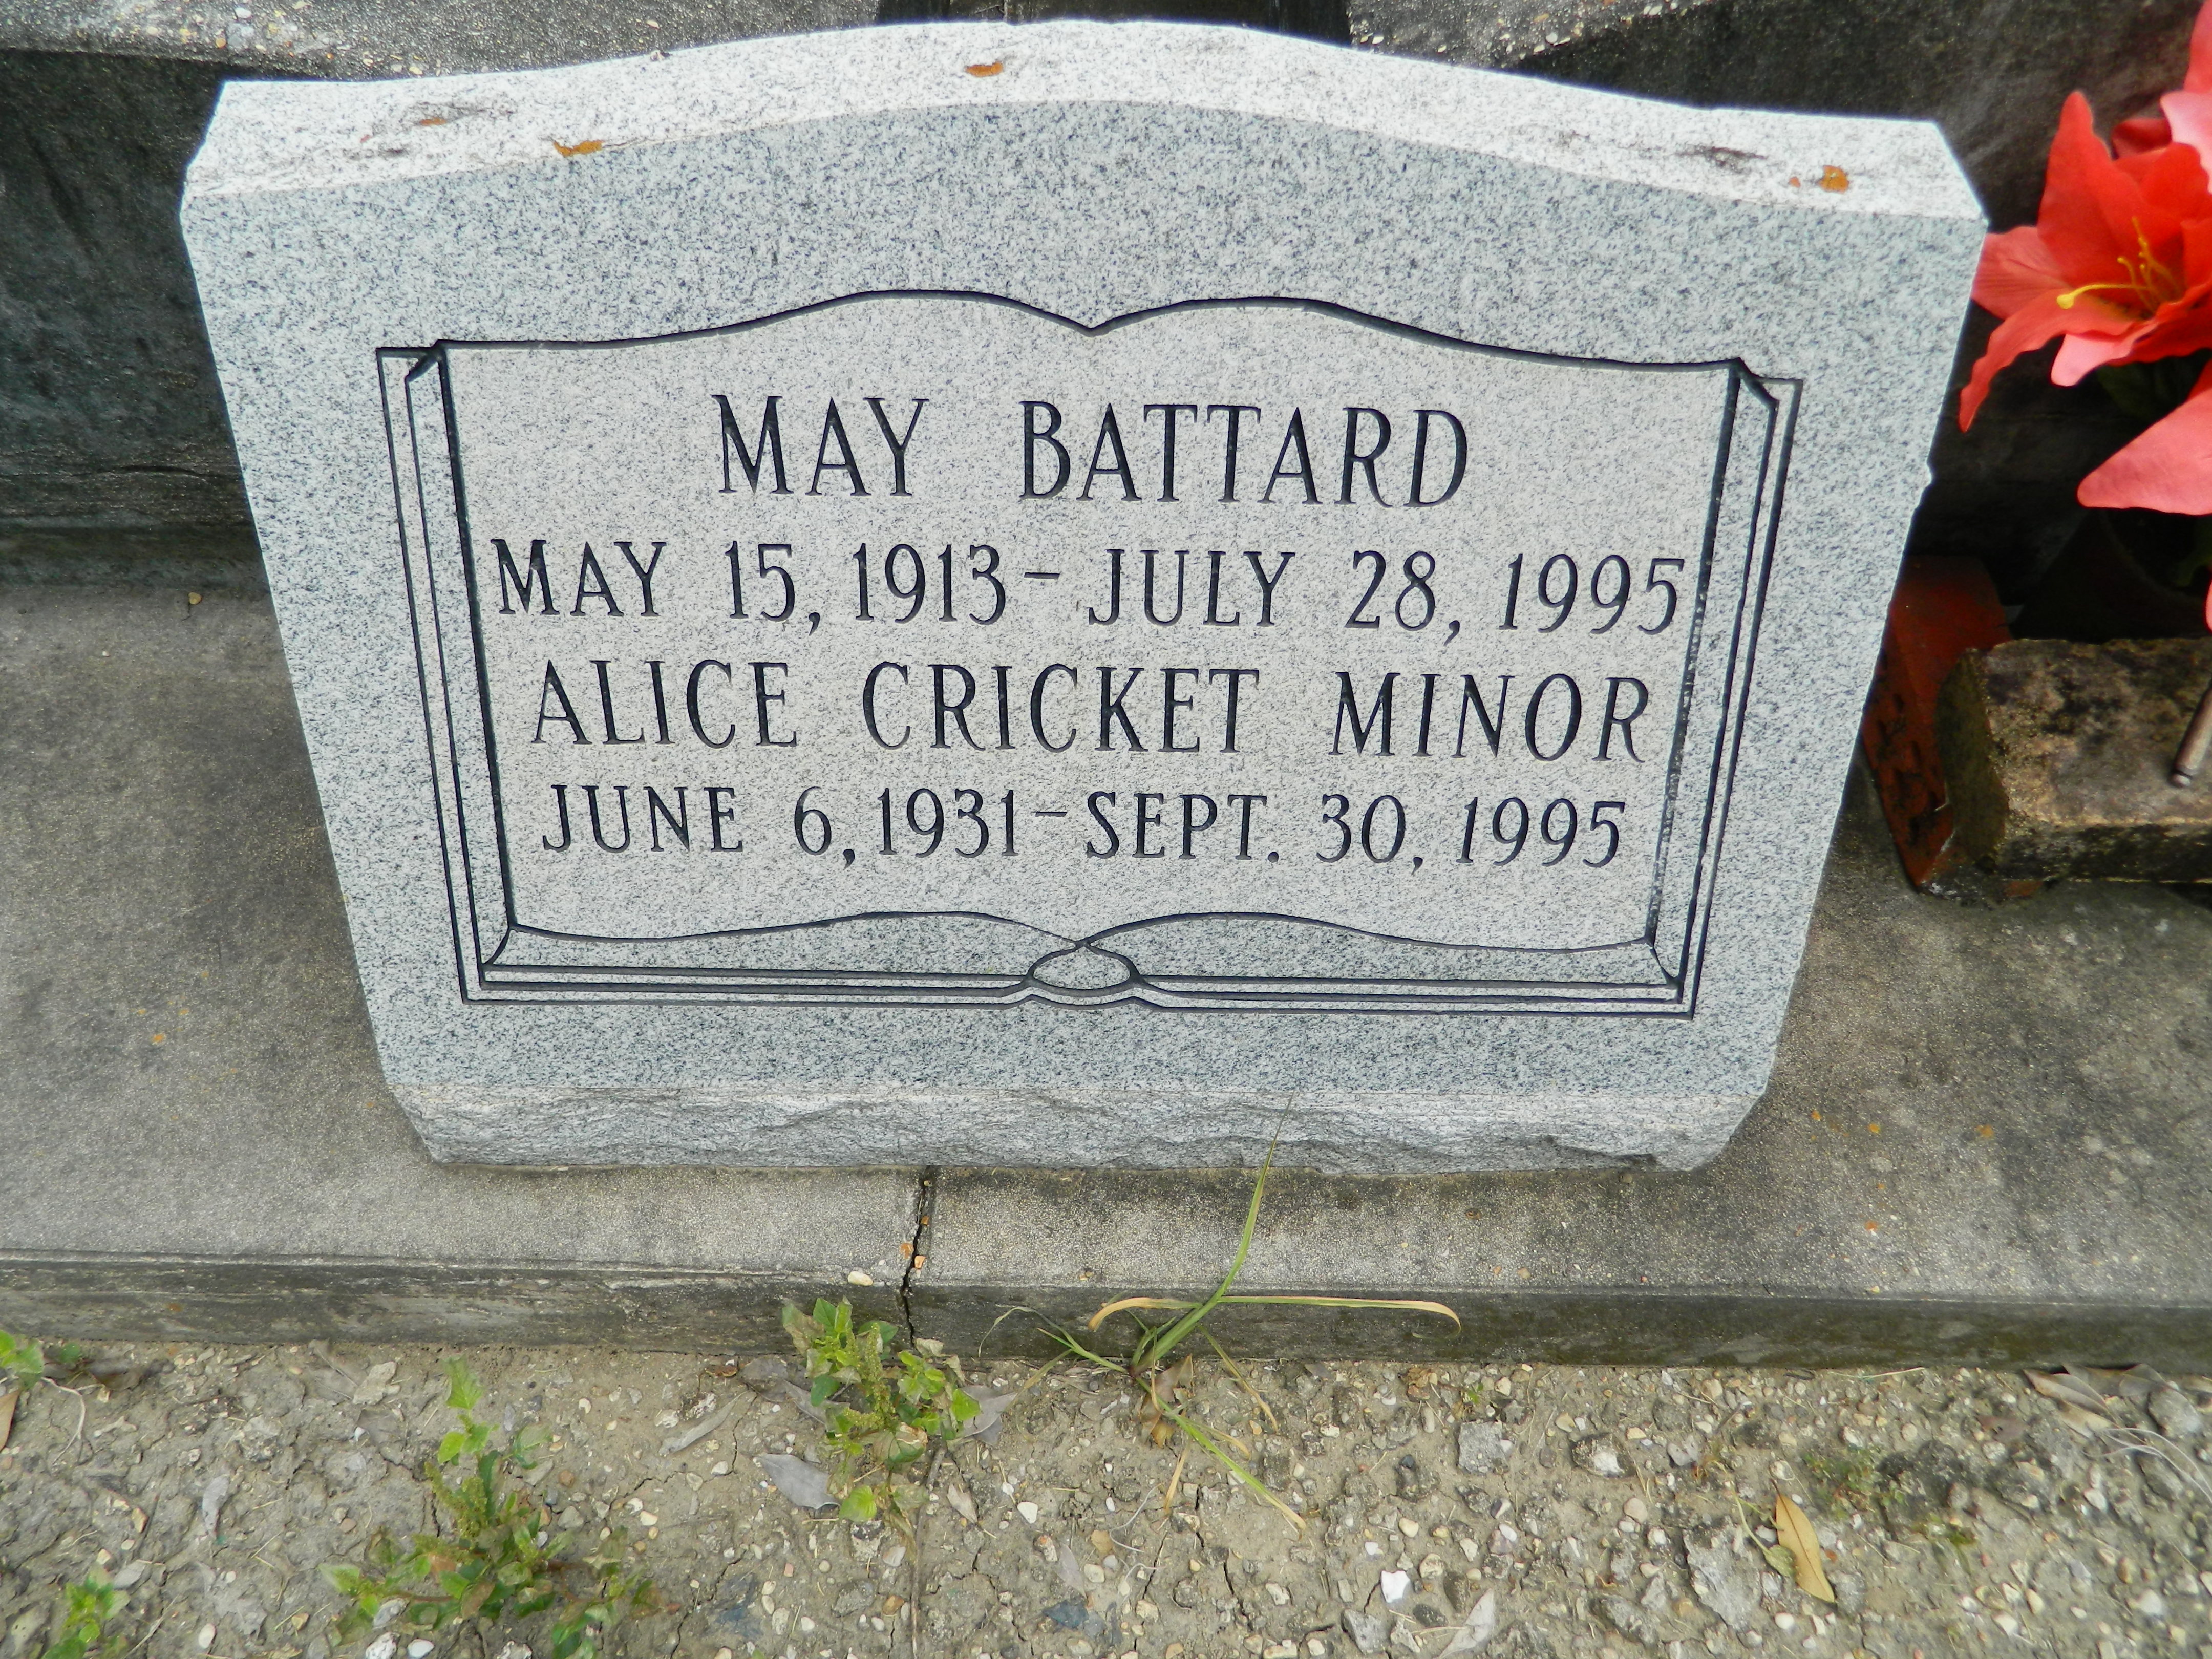 MAY BATTARD
MAY 15, 1913 - JULY 28, 1995
ALICE CRICKET MINOR
JUNE 6, 1931 - SEPT. 30, 1995